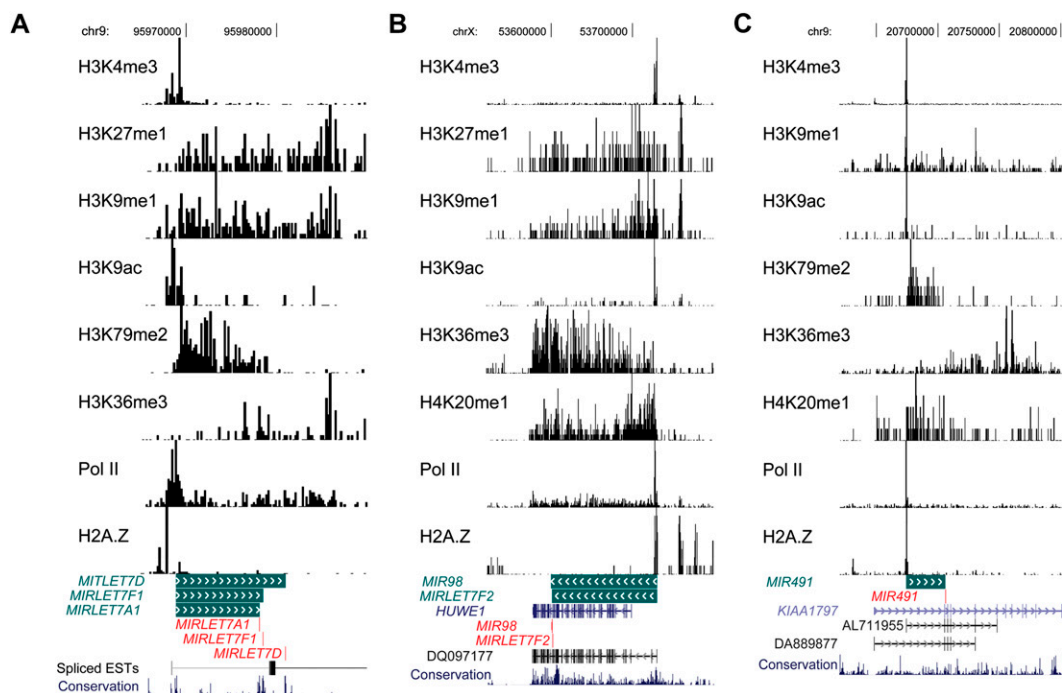 A
chr9: 95970000 95980000
H3K4me3
H3K27me1
H3K9me1
H3K9ac
H3K79me2
H3K36me3
Pol II
H2A.Z
MITLET7D
MIRLET7F1
MIRLET7A1
MIRLET7A1
MIRLET7F1
MIRLET7D
Spliced ESTs
Conservation
B
chrX: 53600000 53700000
H3K4me3
H3K27me1
H3K9me1
H3K9ac
H3K36me3
H4K20me1
Pol II
H2A.Z
MIR98
MIRLET7F2
HUWE1
MIR98
MIRLET7F2
DQ097177
Conservation
C
chr9: 20700000 20750000 20800000
H3K4me3
H3K9me1
H3K9ac
H3K79me2
H3K36me3
H4K20me1
Pol II
H2A.Z
MIR491
MIR491
KIAA1797
AL711955
DA889877
Conservation